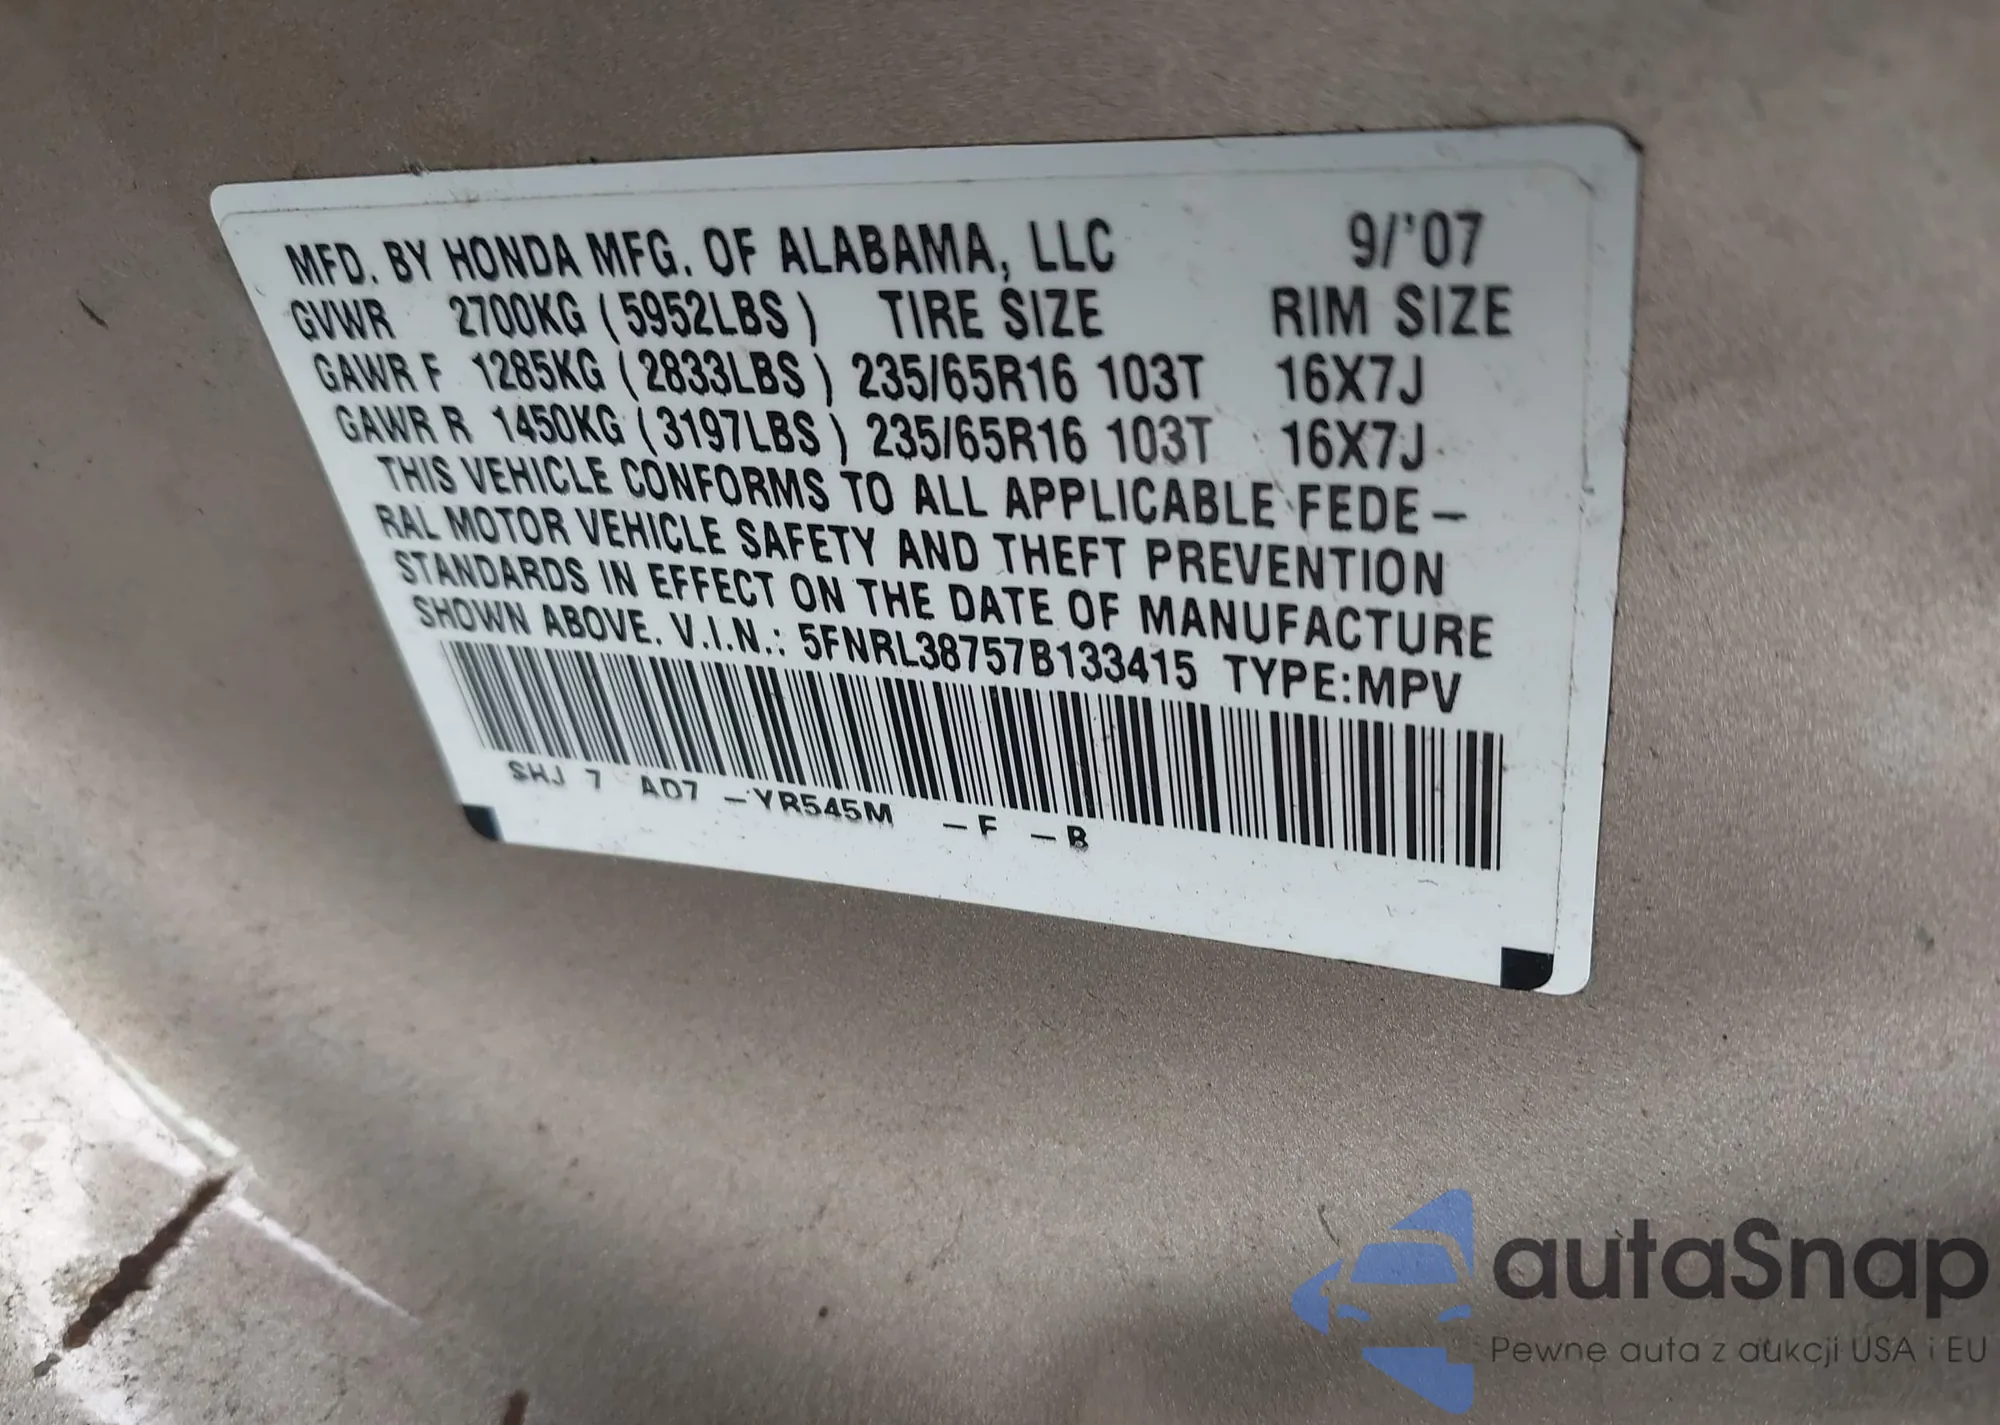 MFD. BY HONDA MFG. OF ALABAMA, LLC 9/'07
GVWR 2700KG (5952LBS) TIRE SIZE RIM SIZE
GAWR F 1285KG (2833LBS) 235/65R16 103T 16X7J
GAWR R 1450KG (3197LBS) 235/65R16 103T 16X7J
THIS VEHICLE CONFORMS TO ALL APPLICABLE FEDE-
RAL MOTOR VEHICLE SAFETY AND THEFT PREVENTION
STANDARDS IN EFFECT ON THE DATE OF MANUFACTURE
SHOWN ABOVE. V.I.N.: 5FNRL38757B133415 TYPE:MPV
SHJ 7 AD7 -YR545M -F -B
autaSnap
Pewne auta z aukcji USA i EU